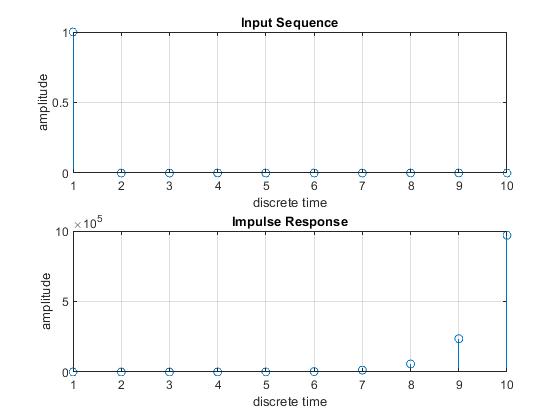 Input Sequence
1
0.5
0
amplitude
1 2 3 4 5 6 7 8 9 10
discrete time
Impulse Response
×10^5
10
5
0
amplitude
1 2 3 4 5 6 7 8 9 10
discrete time